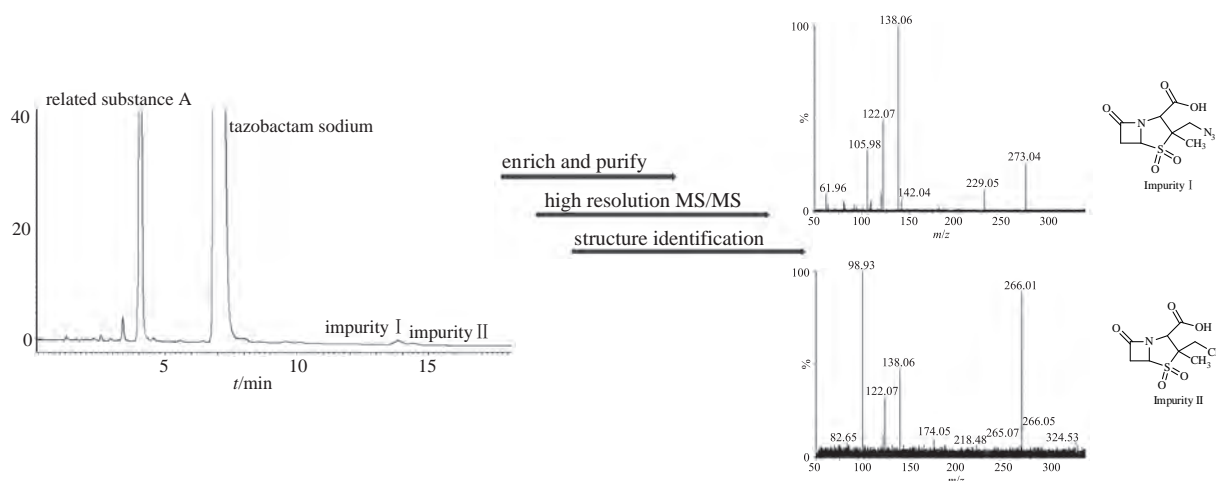 related substance A
tazobactam sodium
40
20
0
impurity I
impurity II
5
10
15
t/min
enrich and purify
high resolution MS/MS
structure identification
100
%
0
138.06
122.07
105.98
61.96
142.04
229.05
273.04
50
100
150
200
250
300
m/z
O
O
OH
N
N3
CH3
S
O
O
Impurity I
100
%
0
98.93
266.01
138.06
122.07
82.65
174.05
218.48
265.07
266.05
324.53
50
100
150
200
250
300
m/z
O
O
OH
N
CH3
S
O
O
Impurity II